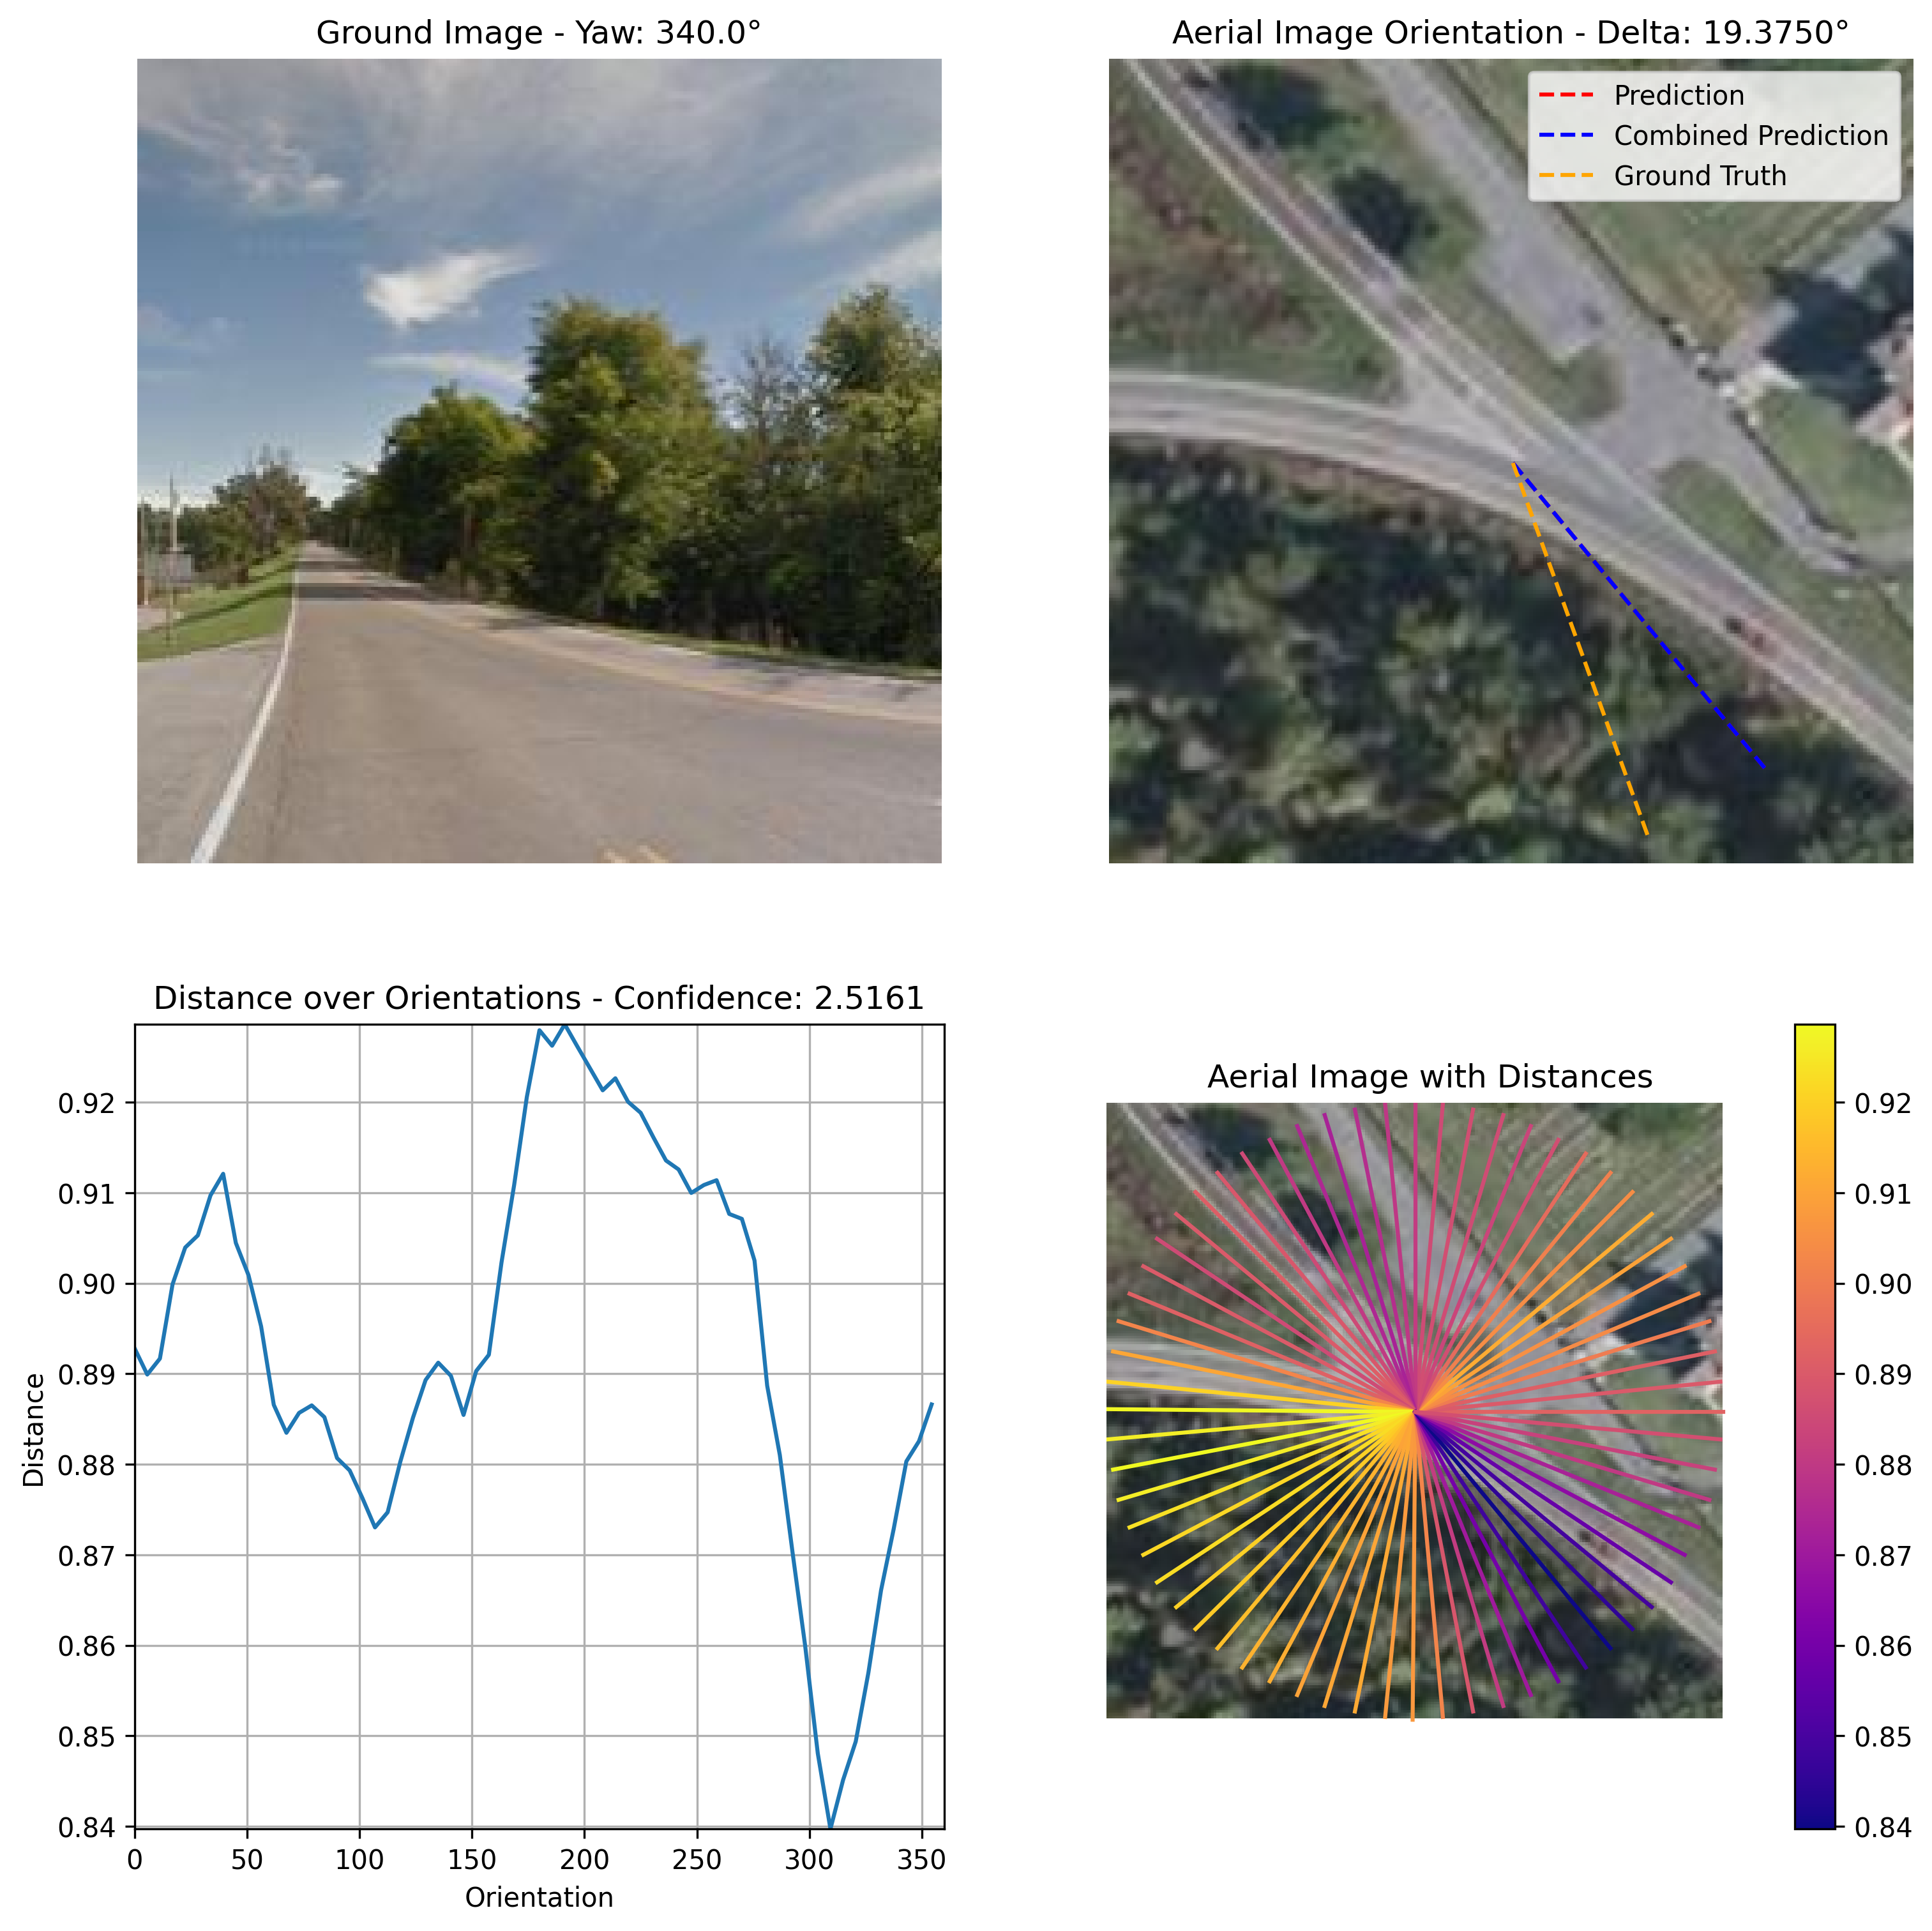 Ground Image - Yaw: 340.0°
Aerial Image Orientation - Delta: 19.3750°
Prediction
Combined Prediction
Ground Truth
Distance over Orientations - Confidence: 2.5161
0.92
0.91
0.90
0.89
0.88
0.87
0.86
0.85
0.84
Distance
0
50
100
150
200
250
300
350
Orientation
Aerial Image with Distances
0.92
0.91
0.90
0.89
0.88
0.87
0.86
0.85
0.84